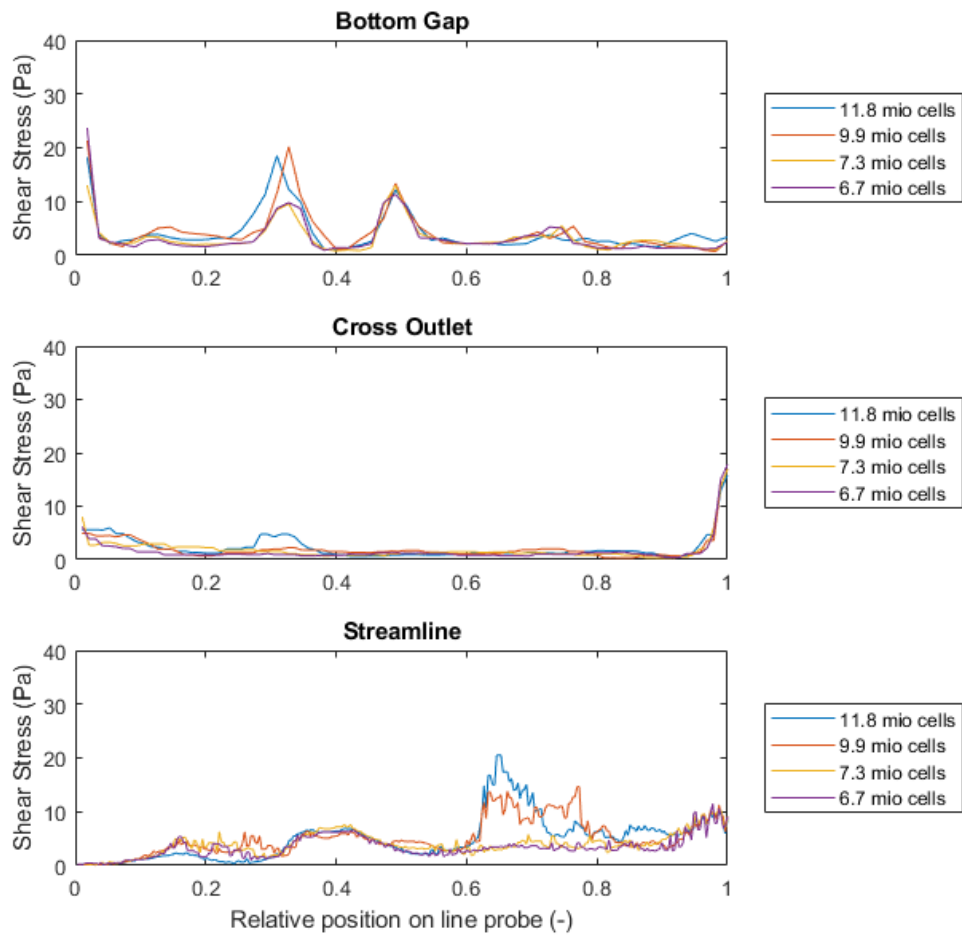 Bottom Gap
Shear Stress (Pa)
40
30
20
10
0
0 0.2 0.4 0.6 0.8 1
11.8 mio cells
9.9 mio cells
7.3 mio cells
6.7 mio cells
Cross Outlet
Shear Stress (Pa)
40
30
20
10
0
0 0.2 0.4 0.6 0.8 1
11.8 mio cells
9.9 mio cells
7.3 mio cells
6.7 mio cells
Streamline
Shear Stress (Pa)
40
30
20
10
0
0 0.2 0.4 0.6 0.8 1
11.8 mio cells
9.9 mio cells
7.3 mio cells
6.7 mio cells
Relative position on line probe (-)